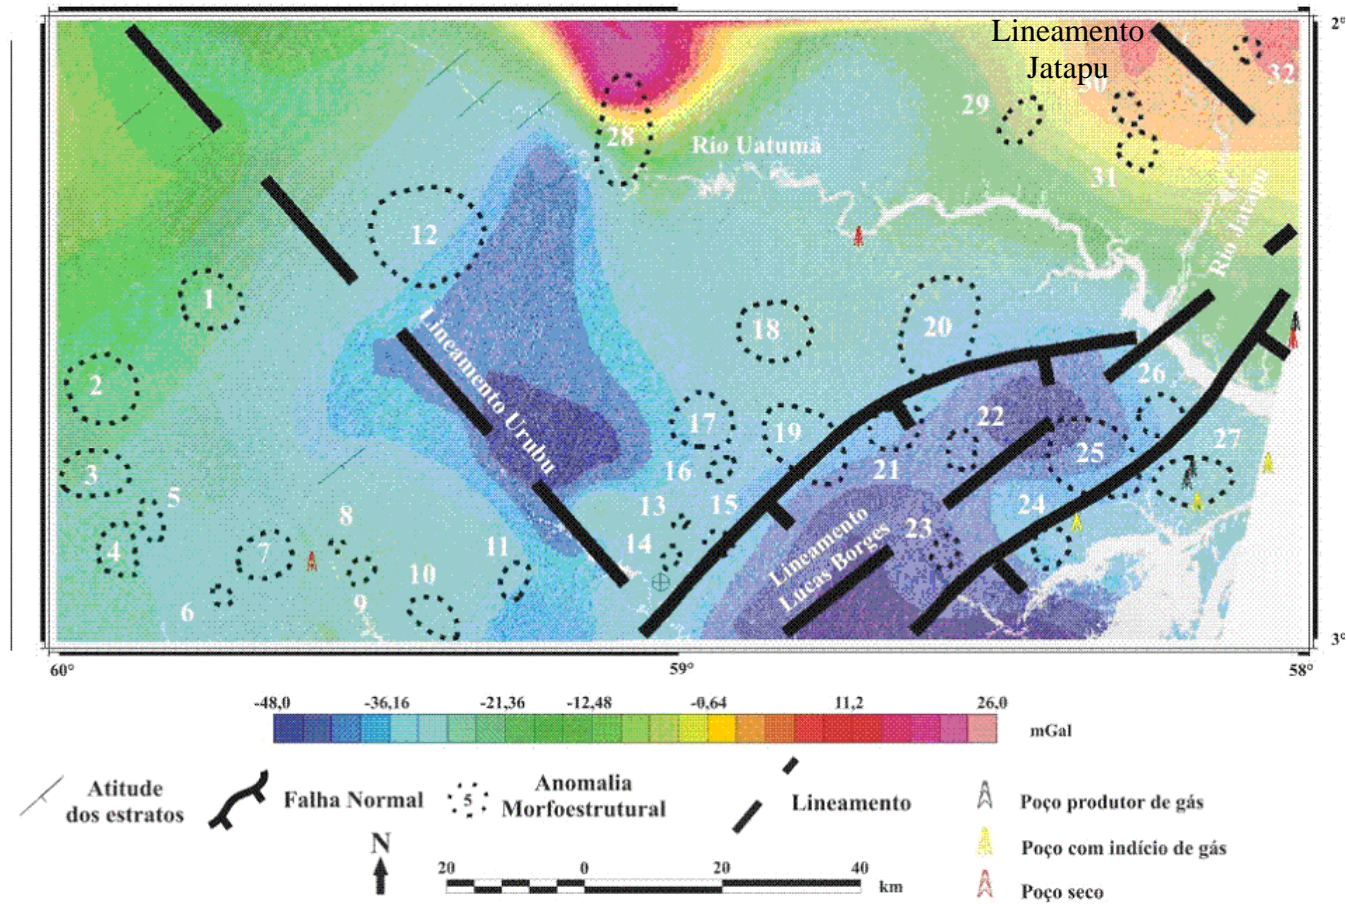 Lineamento
Jatapu
2°
32
30
29
28
Rio Uatumã
31
Rio Jatapu
12
1
20
18
Lineamento Urubu
2
26
17
22
19
27
16
21
25
3
5
13
15
24
8
14
Lineamento
Lucas Borges
23
4
7
11
10
6
9
3°
60°
59°
58°
-48,0
-36,16
-21,36
-12,48
-0,64
11,2
26,0
mGal
Atitude
dos estratos
Falha Normal
5
Anomalia
Morfoestrutural
Lineamento
Poço produtor de gás
Poço com indício de gás
Poço seco
N
20
0
20
40
km